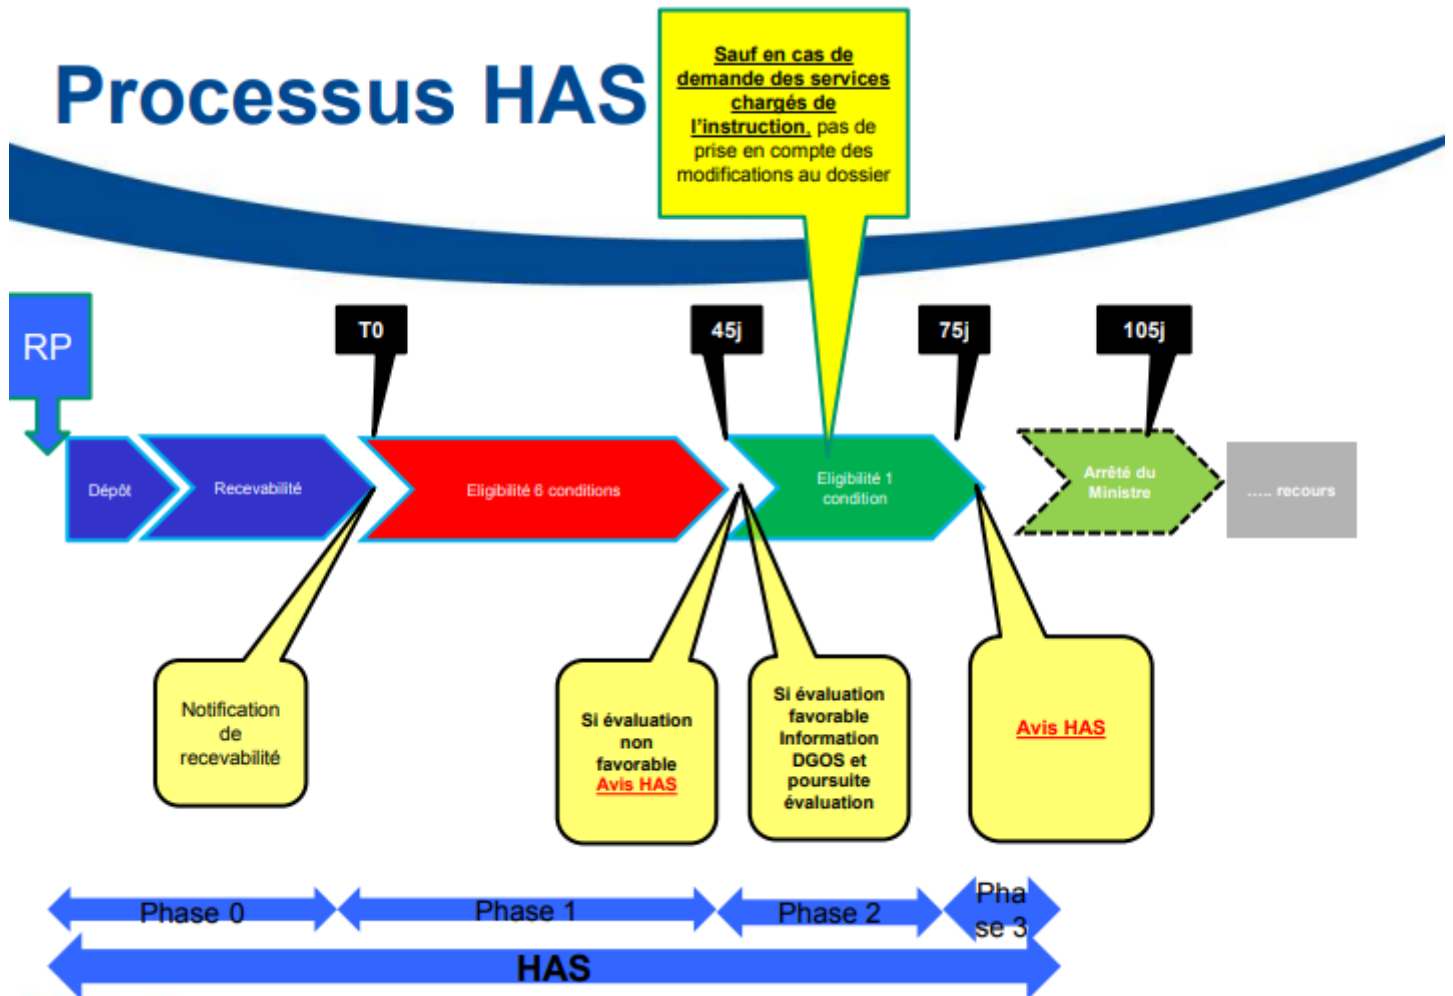 Processus HAS
Sauf en cas de
demande des services
chargés de
l'instruction, pas de
prise en compte des
modifications au dossier
RP
T0
45j
75j
105j
Dépôt
Recevabilité
Eligibilité 6 conditions
Eligibilité 1
condition
Arrêté du
Ministre
..... recours
Notification
de
recevabilité
Si évaluation
non
favorable
Avis HAS
Si évaluation
favorable
Information
DGOS et
poursuite
évaluation
Avis HAS
Phase 0
Phase 1
Phase 2
Pha
se 3
HAS